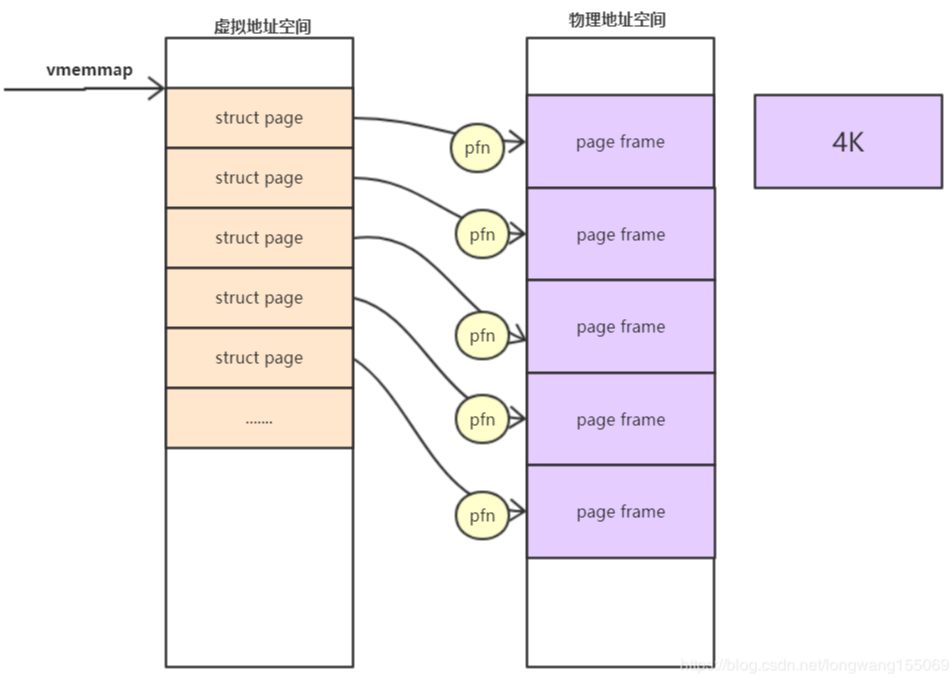 虚拟地址空间
物理地址空间
vmemmap
struct page
struct page
struct page
struct page
struct page
.......
pfn
pfn
pfn
pfn
pfn
page frame
page frame
page frame
page frame
page frame
4K
https://blog.csdn.net/longwang155069